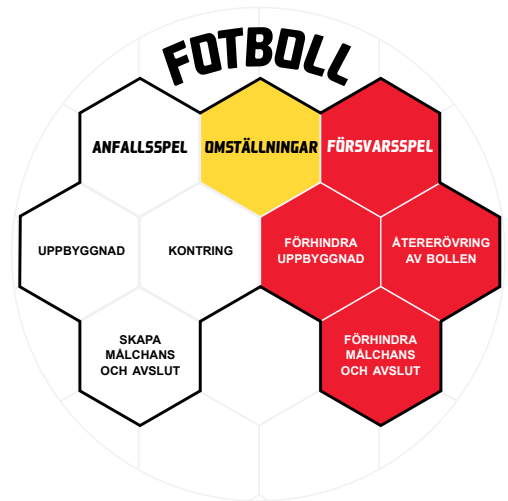 FOTBOLL
ANFALLSSPEL
OMSTÄLLNINGAR
FÖRSVARSSPEL
UPPBYGGNAD
KONTRING
FÖRHINDRA
UPPBYGGNAD
ÅTERERÖVRING
AV BOLLEN
SKAPA
MÅLCHANS
OCH AVSLUT
FÖRHINDRA
MÅLCHANS
OCH AVSLUT